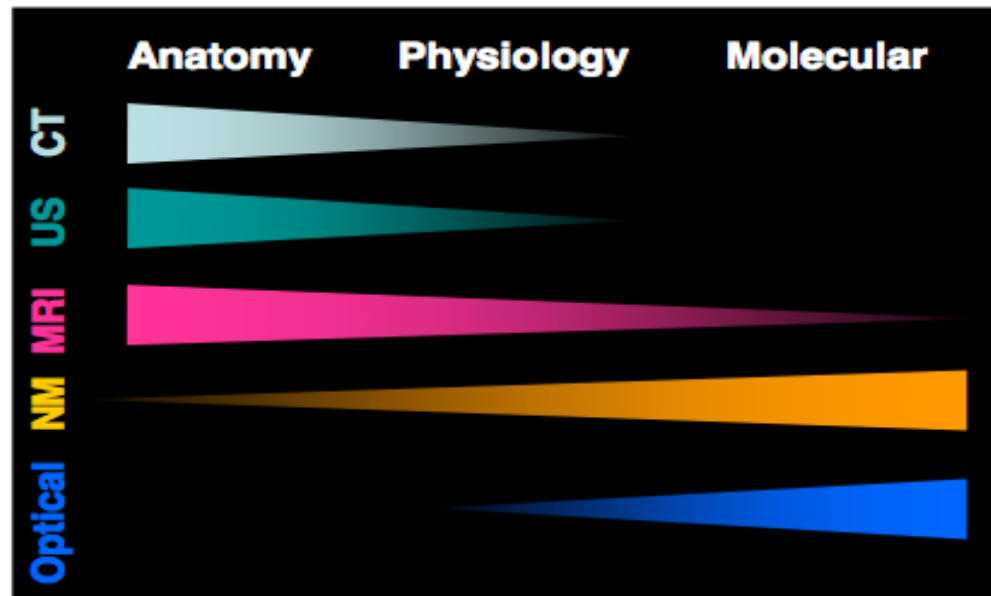 Anatomy Physiology Molecular
CT
US
MRI
NM
Optical